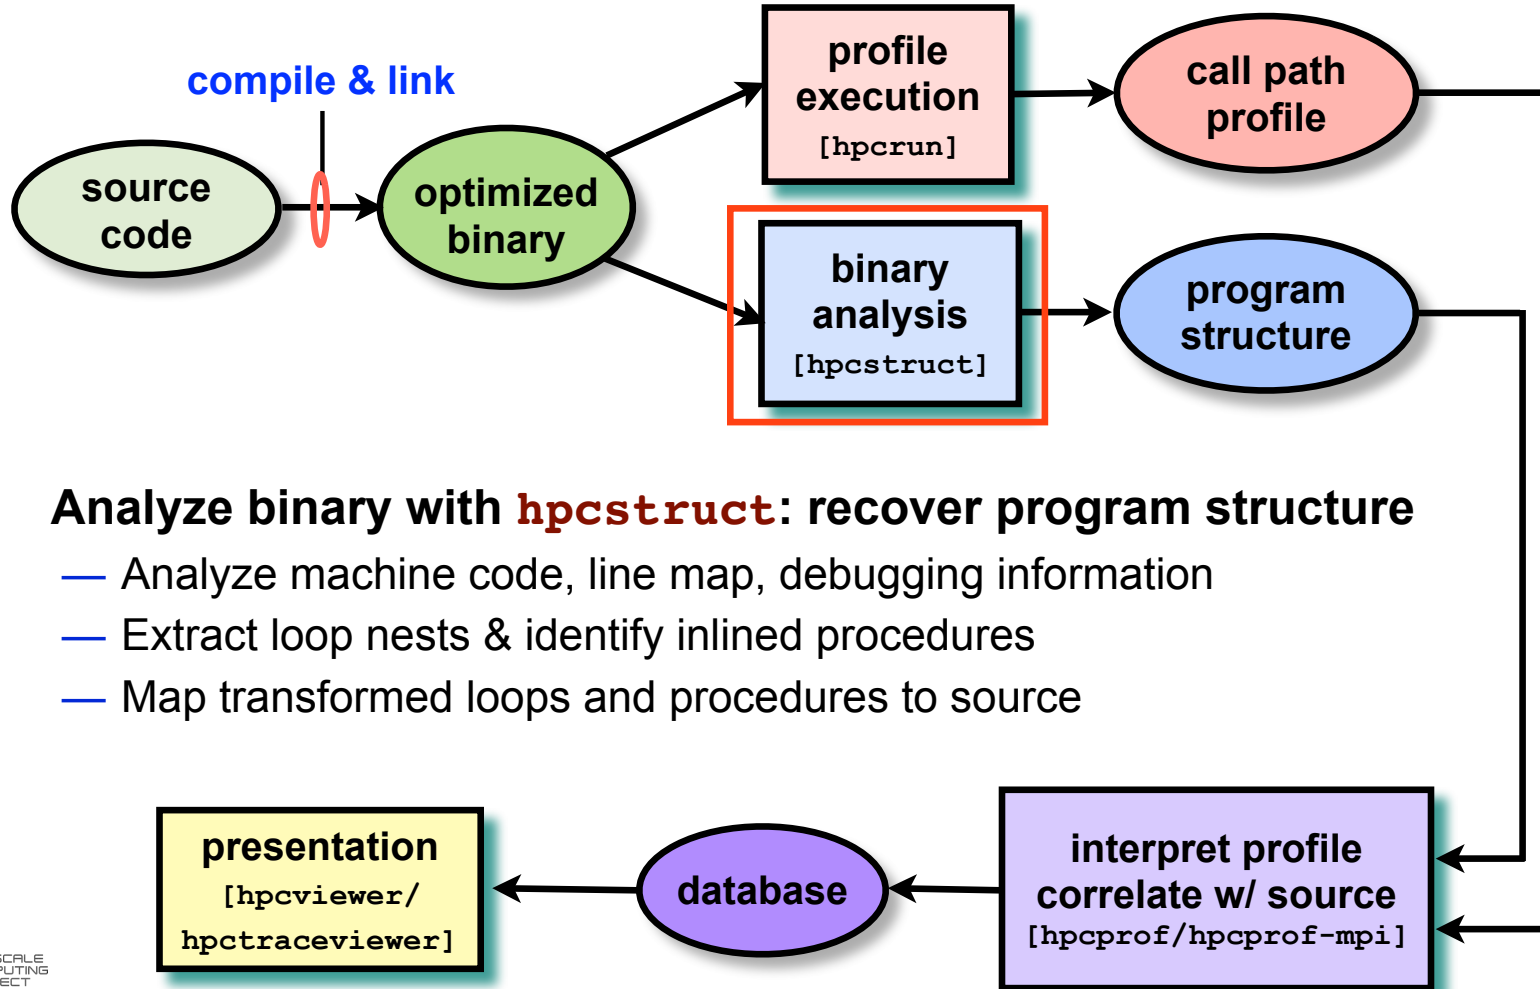 compile & link
source
code
optimized
binary
profile
execution
[hpcrun]
call path
profile
binary
analysis
[hpcstruct]
program
structure
Analyze binary with hpcstruct: recover program structure
— Analyze machine code, line map, debugging information
— Extract loop nests & identify inlined procedures
— Map transformed loops and procedures to source
presentation
[hpcviewer/
hpctraceviewer]
database
interpret profile
correlate w/ source
[hpcprof/hpcprof-mpi]